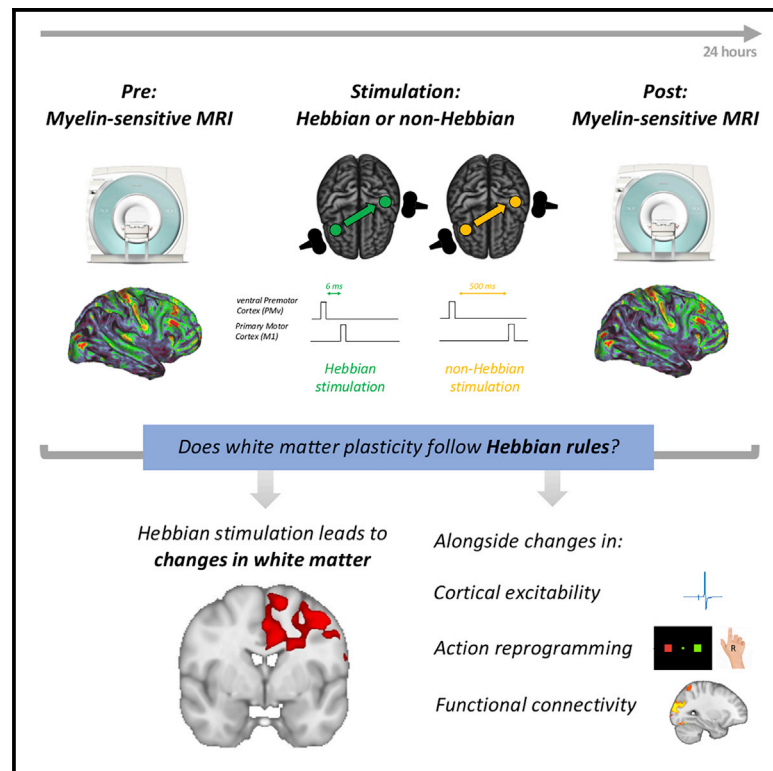 24 hours
Pre:
Myelin-sensitive MRI
Stimulation:
Hebbian or non-Hebbian
Post:
Myelin-sensitive MRI
ventral Premotor
Cortex (PMv)
Primary Motor
Cortex (M1)
6 ms
Hebbian
stimulation
500 ms
non-Hebbian
stimulation
Does white matter plasticity follow Hebbian rules?
Hebbian stimulation leads to
changes in white matter
Alongside changes in:
Cortical excitability
Action reprogramming
R
Functional connectivity